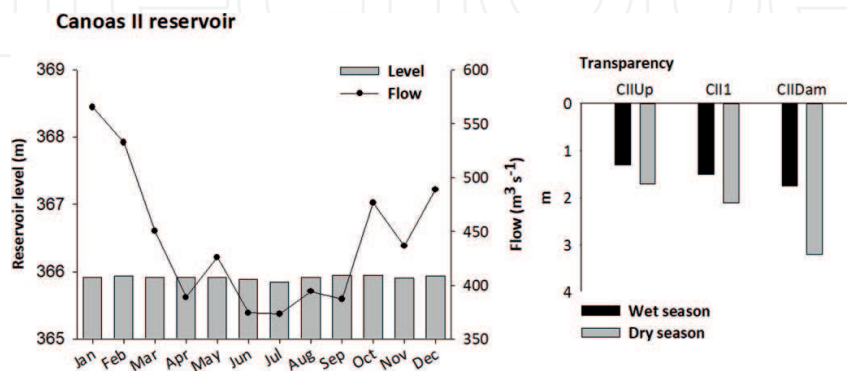 Canoas II reservoir
369
368
367
366
365
Reservoir level (m)
Level
Flow
600
550
500
450
400
350
Flow (m³ s⁻¹)
Jan Feb Mar Apr May Jun Jul Aug Sep Oct Nov Dec
Transparency
CIIUp CII1 CIIDam
0
1
2
3
4
m
Wet season
Dry season